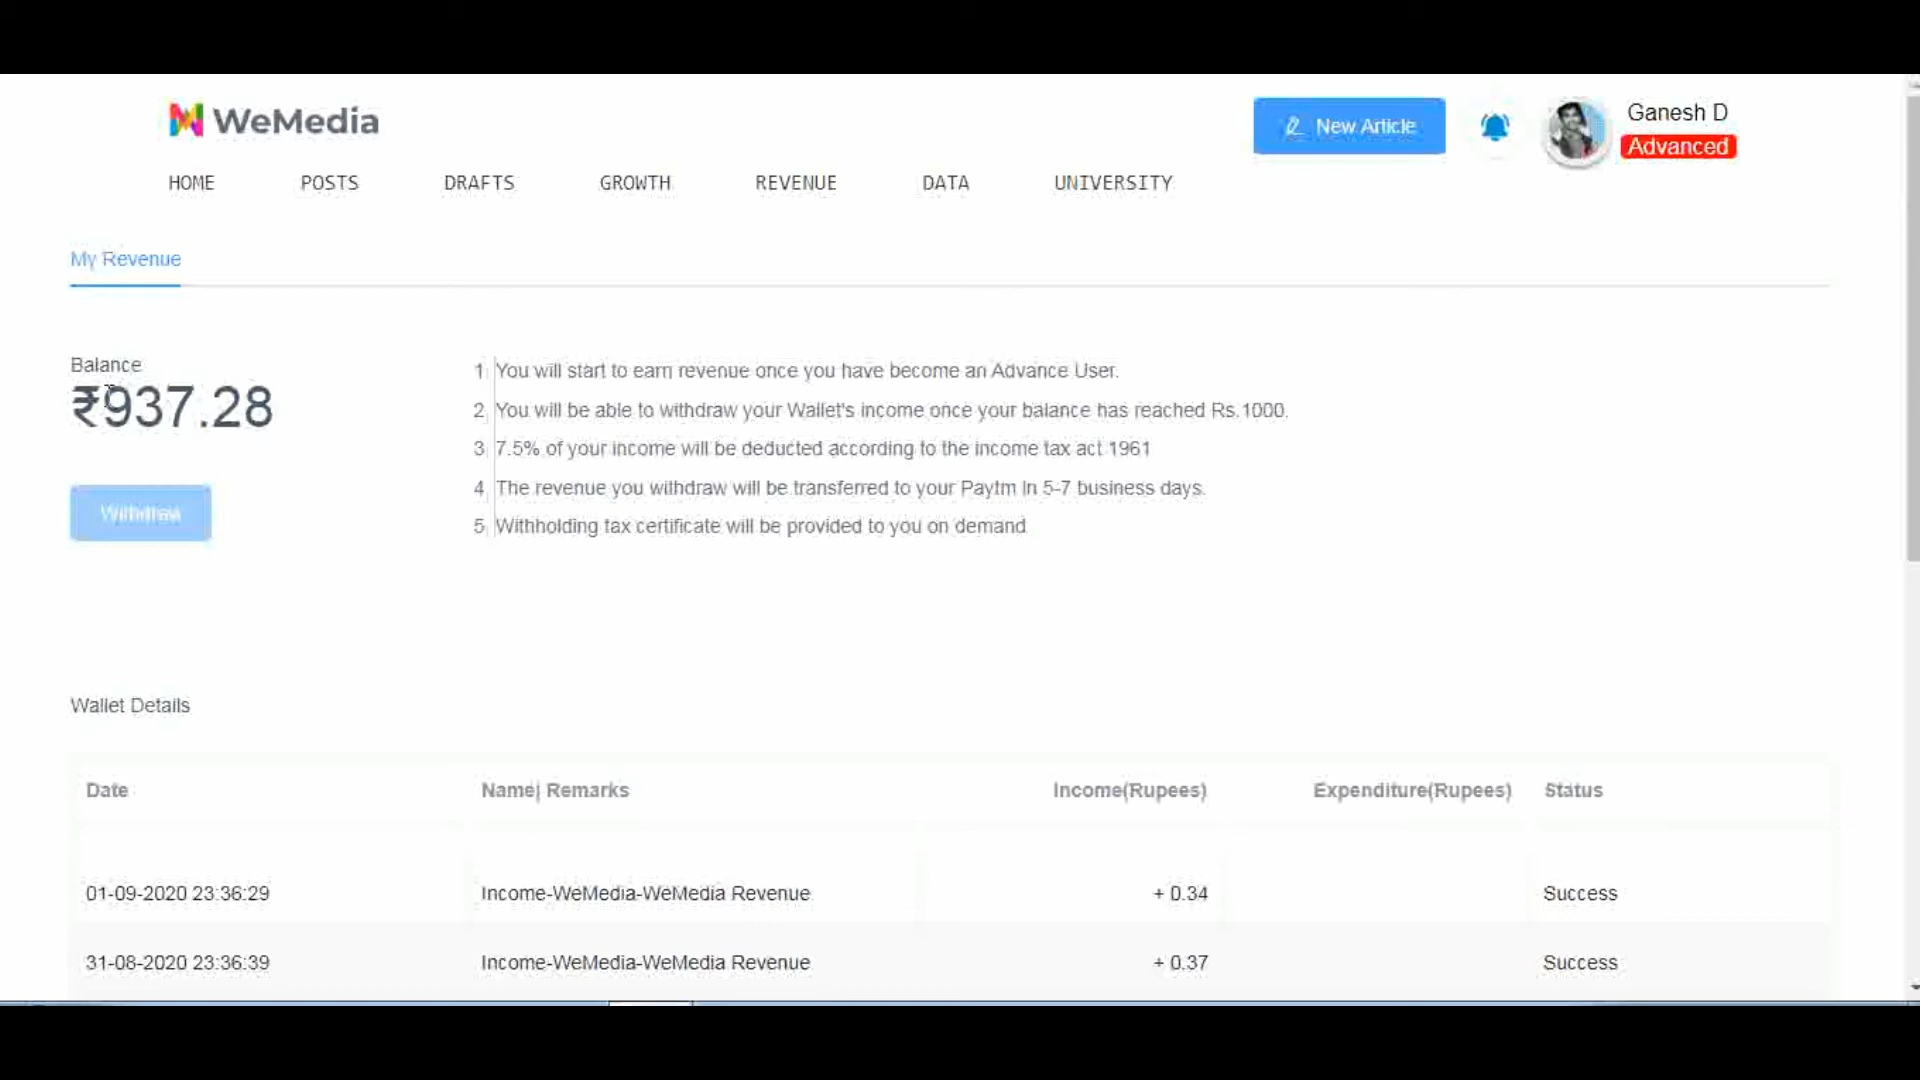 WeMedia
New Article
Ganesh D
Advanced
HOME POSTS DRAFTS GROWTH REVENUE DATA UNIVERSITY
My Revenue
Balance
₹937.28
Withdraw
1 You will start to earn revenue once you have become an Advance User.
2 You will be able to withdraw your Wallet's income once your balance has reached Rs.1000.
3 7.5% of your income will be deducted according to the income tax act 1961
4 The revenue you withdraw will be transferred to your Paytm in 5-7 business days.
5 Withholding tax certificate will be provided to you on demand
Wallet Details
Date Name| Remarks Income(Rupees) Expenditure(Rupees) Status
01-09-2020 23:36:29 Income-WeMedia-WeMedia Revenue + 0.34 Success
31-08-2020 23:36:39 Income-WeMedia-WeMedia Revenue + 0.37 Success